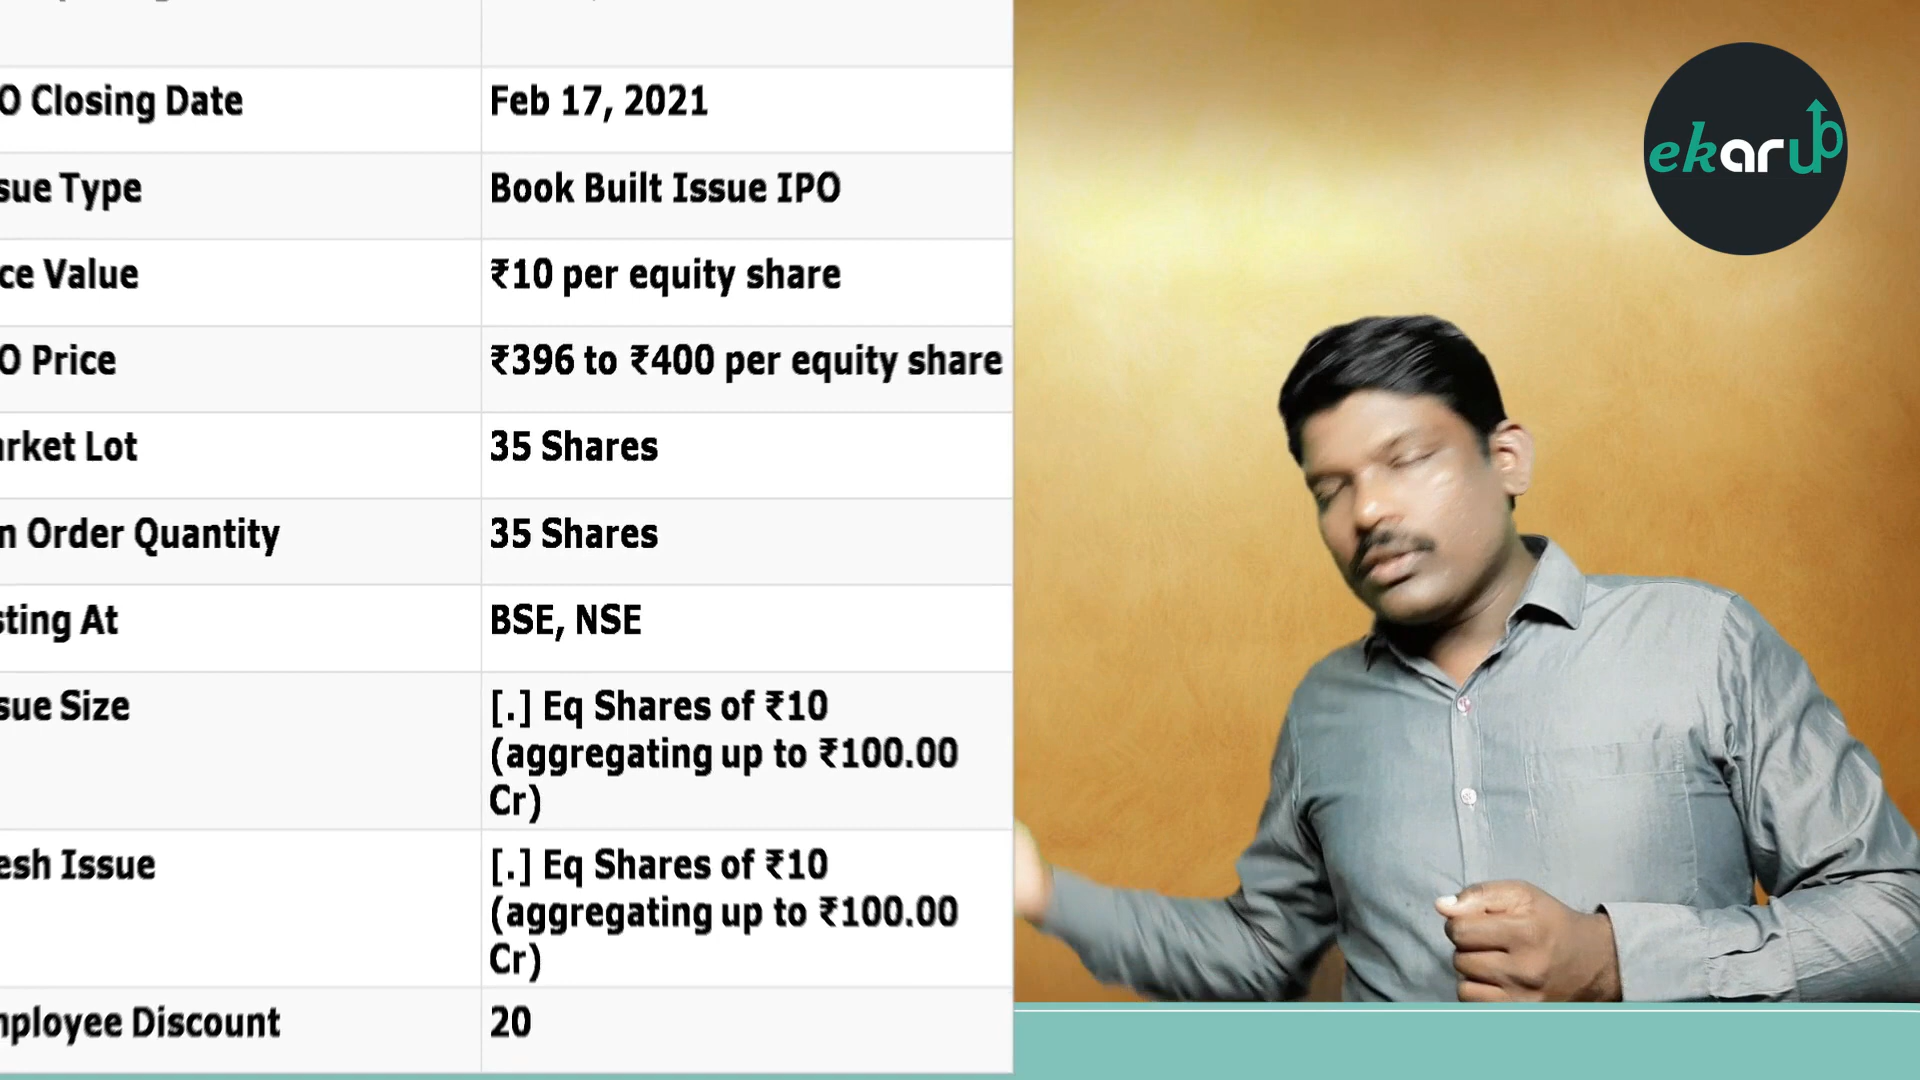 O Closing Date
Feb 17, 2021
sue Type
Book Built Issue IPO
ce Value
₹10 per equity share
O Price
₹396 to ₹400 per equity share
rket Lot
35 Shares
n Order Quantity
35 Shares
sting At
BSE, NSE
sue Size
[.] Eq Shares of ₹10
(aggregating up to ₹100.00
Cr)
esh Issue
[.] Eq Shares of ₹10
(aggregating up to ₹100.00
Cr)
mployee Discount
20
ekarup